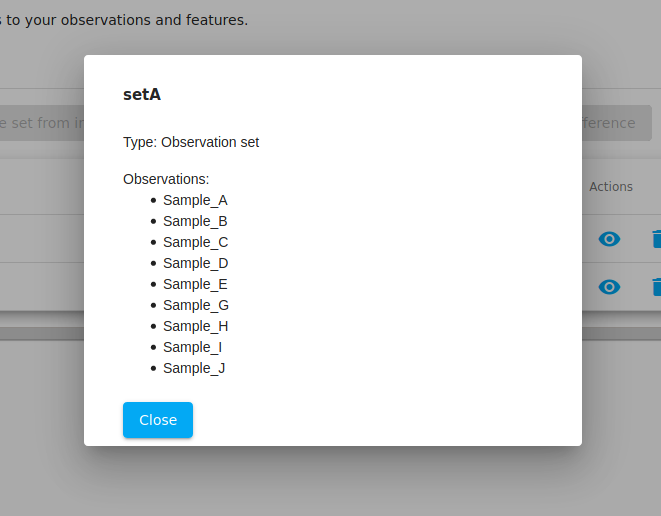 to your observations and features.
setA
e set from in
ference
Type: Observation set
Observations:
Actions
• Sample_A
• Sample_B
• Sample_C
• Sample_D
• Sample_E
• Sample_G
• Sample_H
• Sample_I
• Sample_J
Close